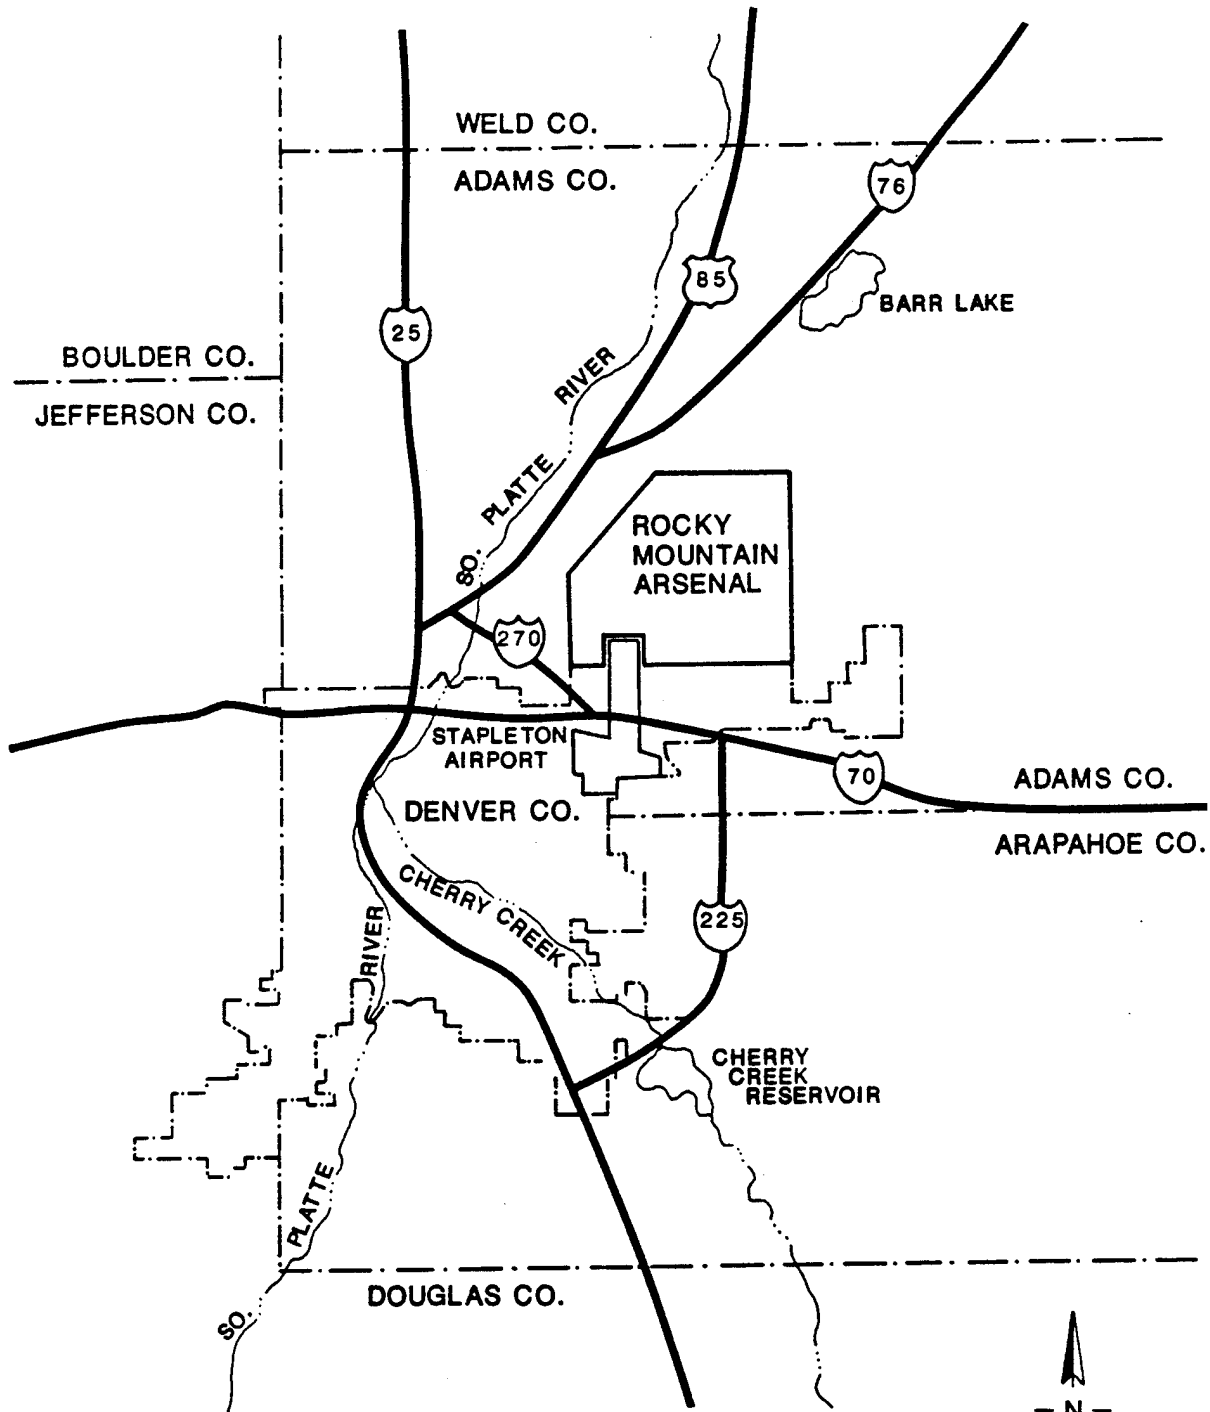 WELD CO.
ADAMS CO.
76
85
BARR LAKE
25
BOULDER CO.
JEFFERSON CO.
RIVER
PLATTE
SO.
ROCKY
MOUNTAIN
ARSENAL
270
STAPLETON
AIRPORT
70
ADAMS CO.
DENVER CO.
ARAPAHOE CO.
CHERRY CREEK
225
RIVER
CHERRY
CREEK
RESERVOIR
PLATTE
SO.
DOUGLAS CO.
– N –